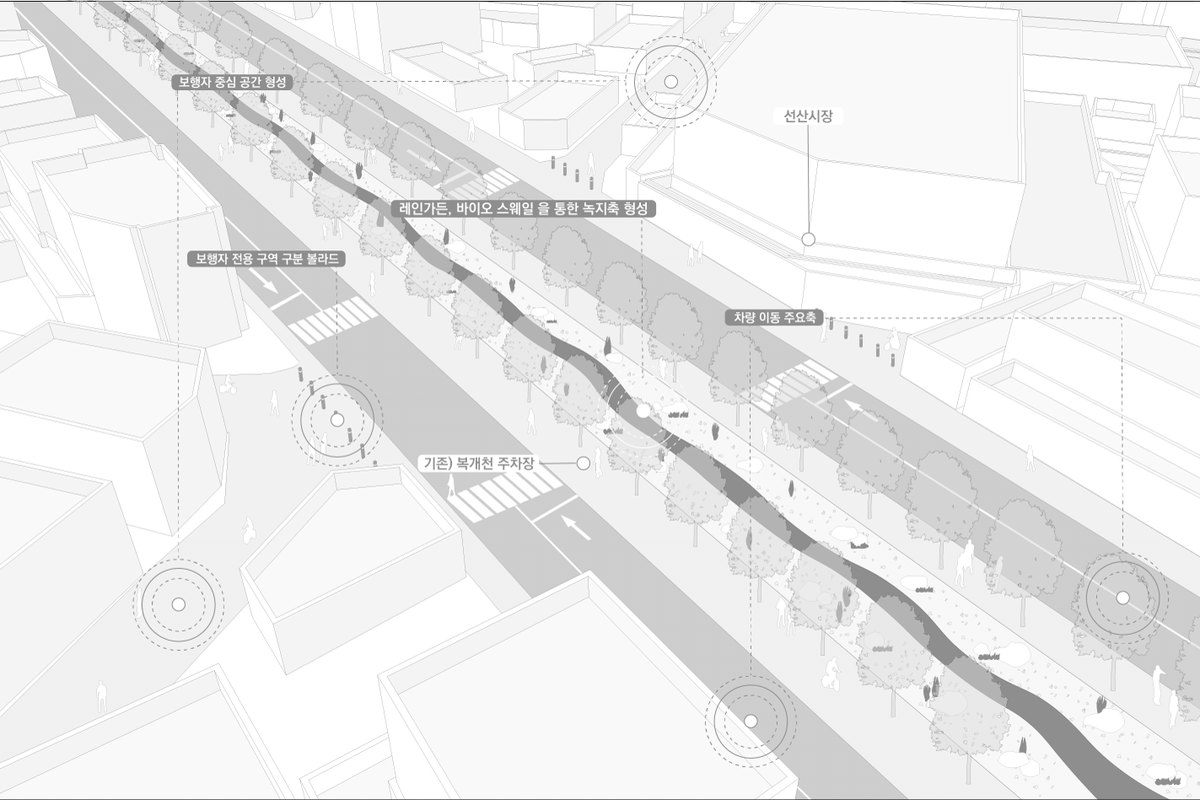 보행자 중심 공간 형성
선산시장
레인가든, 바이오 스웨일 을 통한 녹지축 형성
보행자 전용 구역 구분 볼라드
차량 이동 주요축
기존) 복개천 주차장